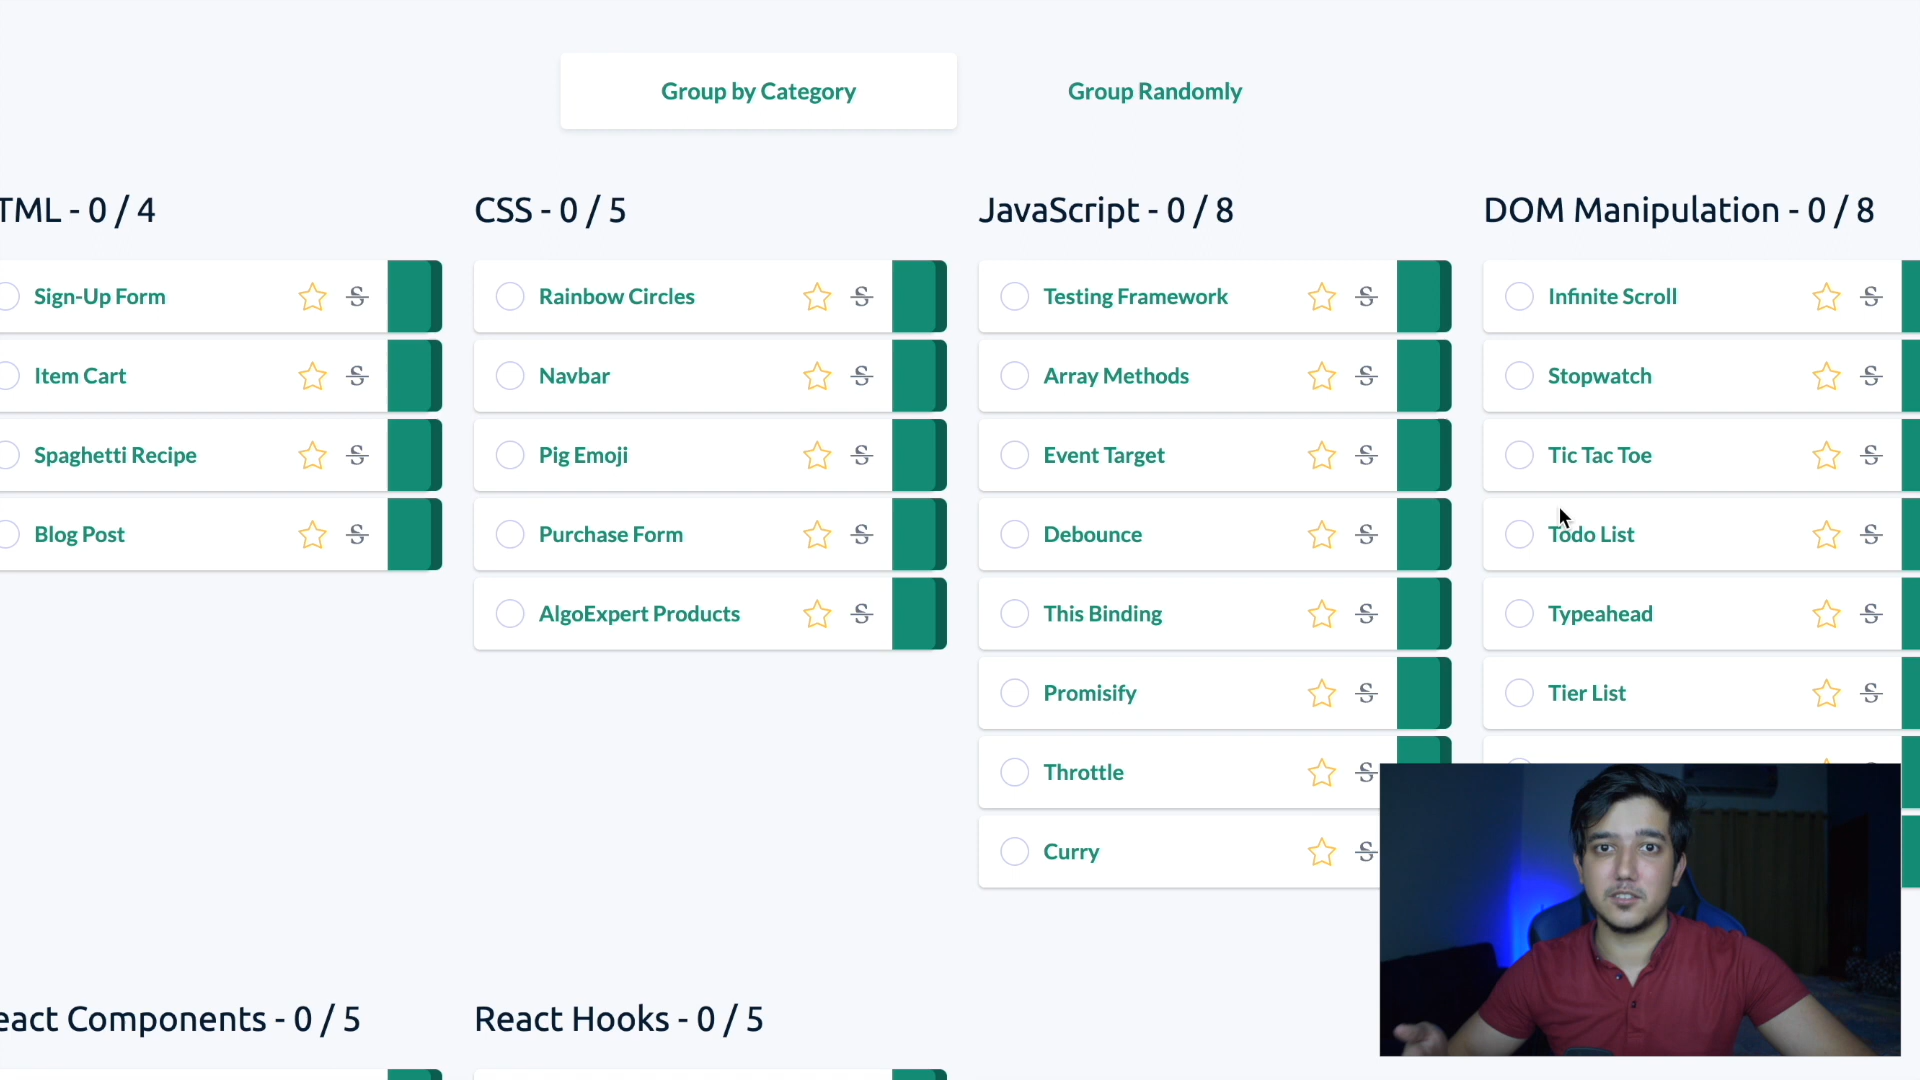 Group by Category
Group Randomly
TML - 0 / 4
Sign-Up Form
Item Cart
Spaghetti Recipe
Blog Post
CSS - 0 / 5
Rainbow Circles
Navbar
Pig Emoji
Purchase Form
AlgoExpert Products
JavaScript - 0 / 8
Testing Framework
Array Methods
Event Target
Debounce
This Binding
Promisify
Throttle
Curry
DOM Manipulation - 0 / 8
Infinite Scroll
Stopwatch
Tic Tac Toe
Todo List
Typeahead
Tier List
eact Components - 0 / 5
React Hooks - 0 / 5